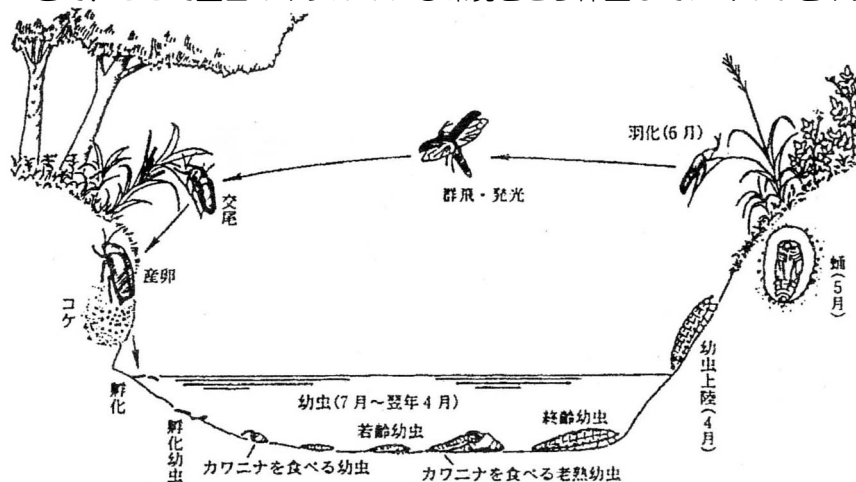 羽化(6月)
群飛・発光
交尾
産卵
コケ
蛹(5月)
幼虫上陸(4月)
孵化
幼虫(7月～翌年4月)
孵化幼虫
若齢幼虫
終齢幼虫
カワニナを食べる幼虫
カワニナを食べる老熟幼虫